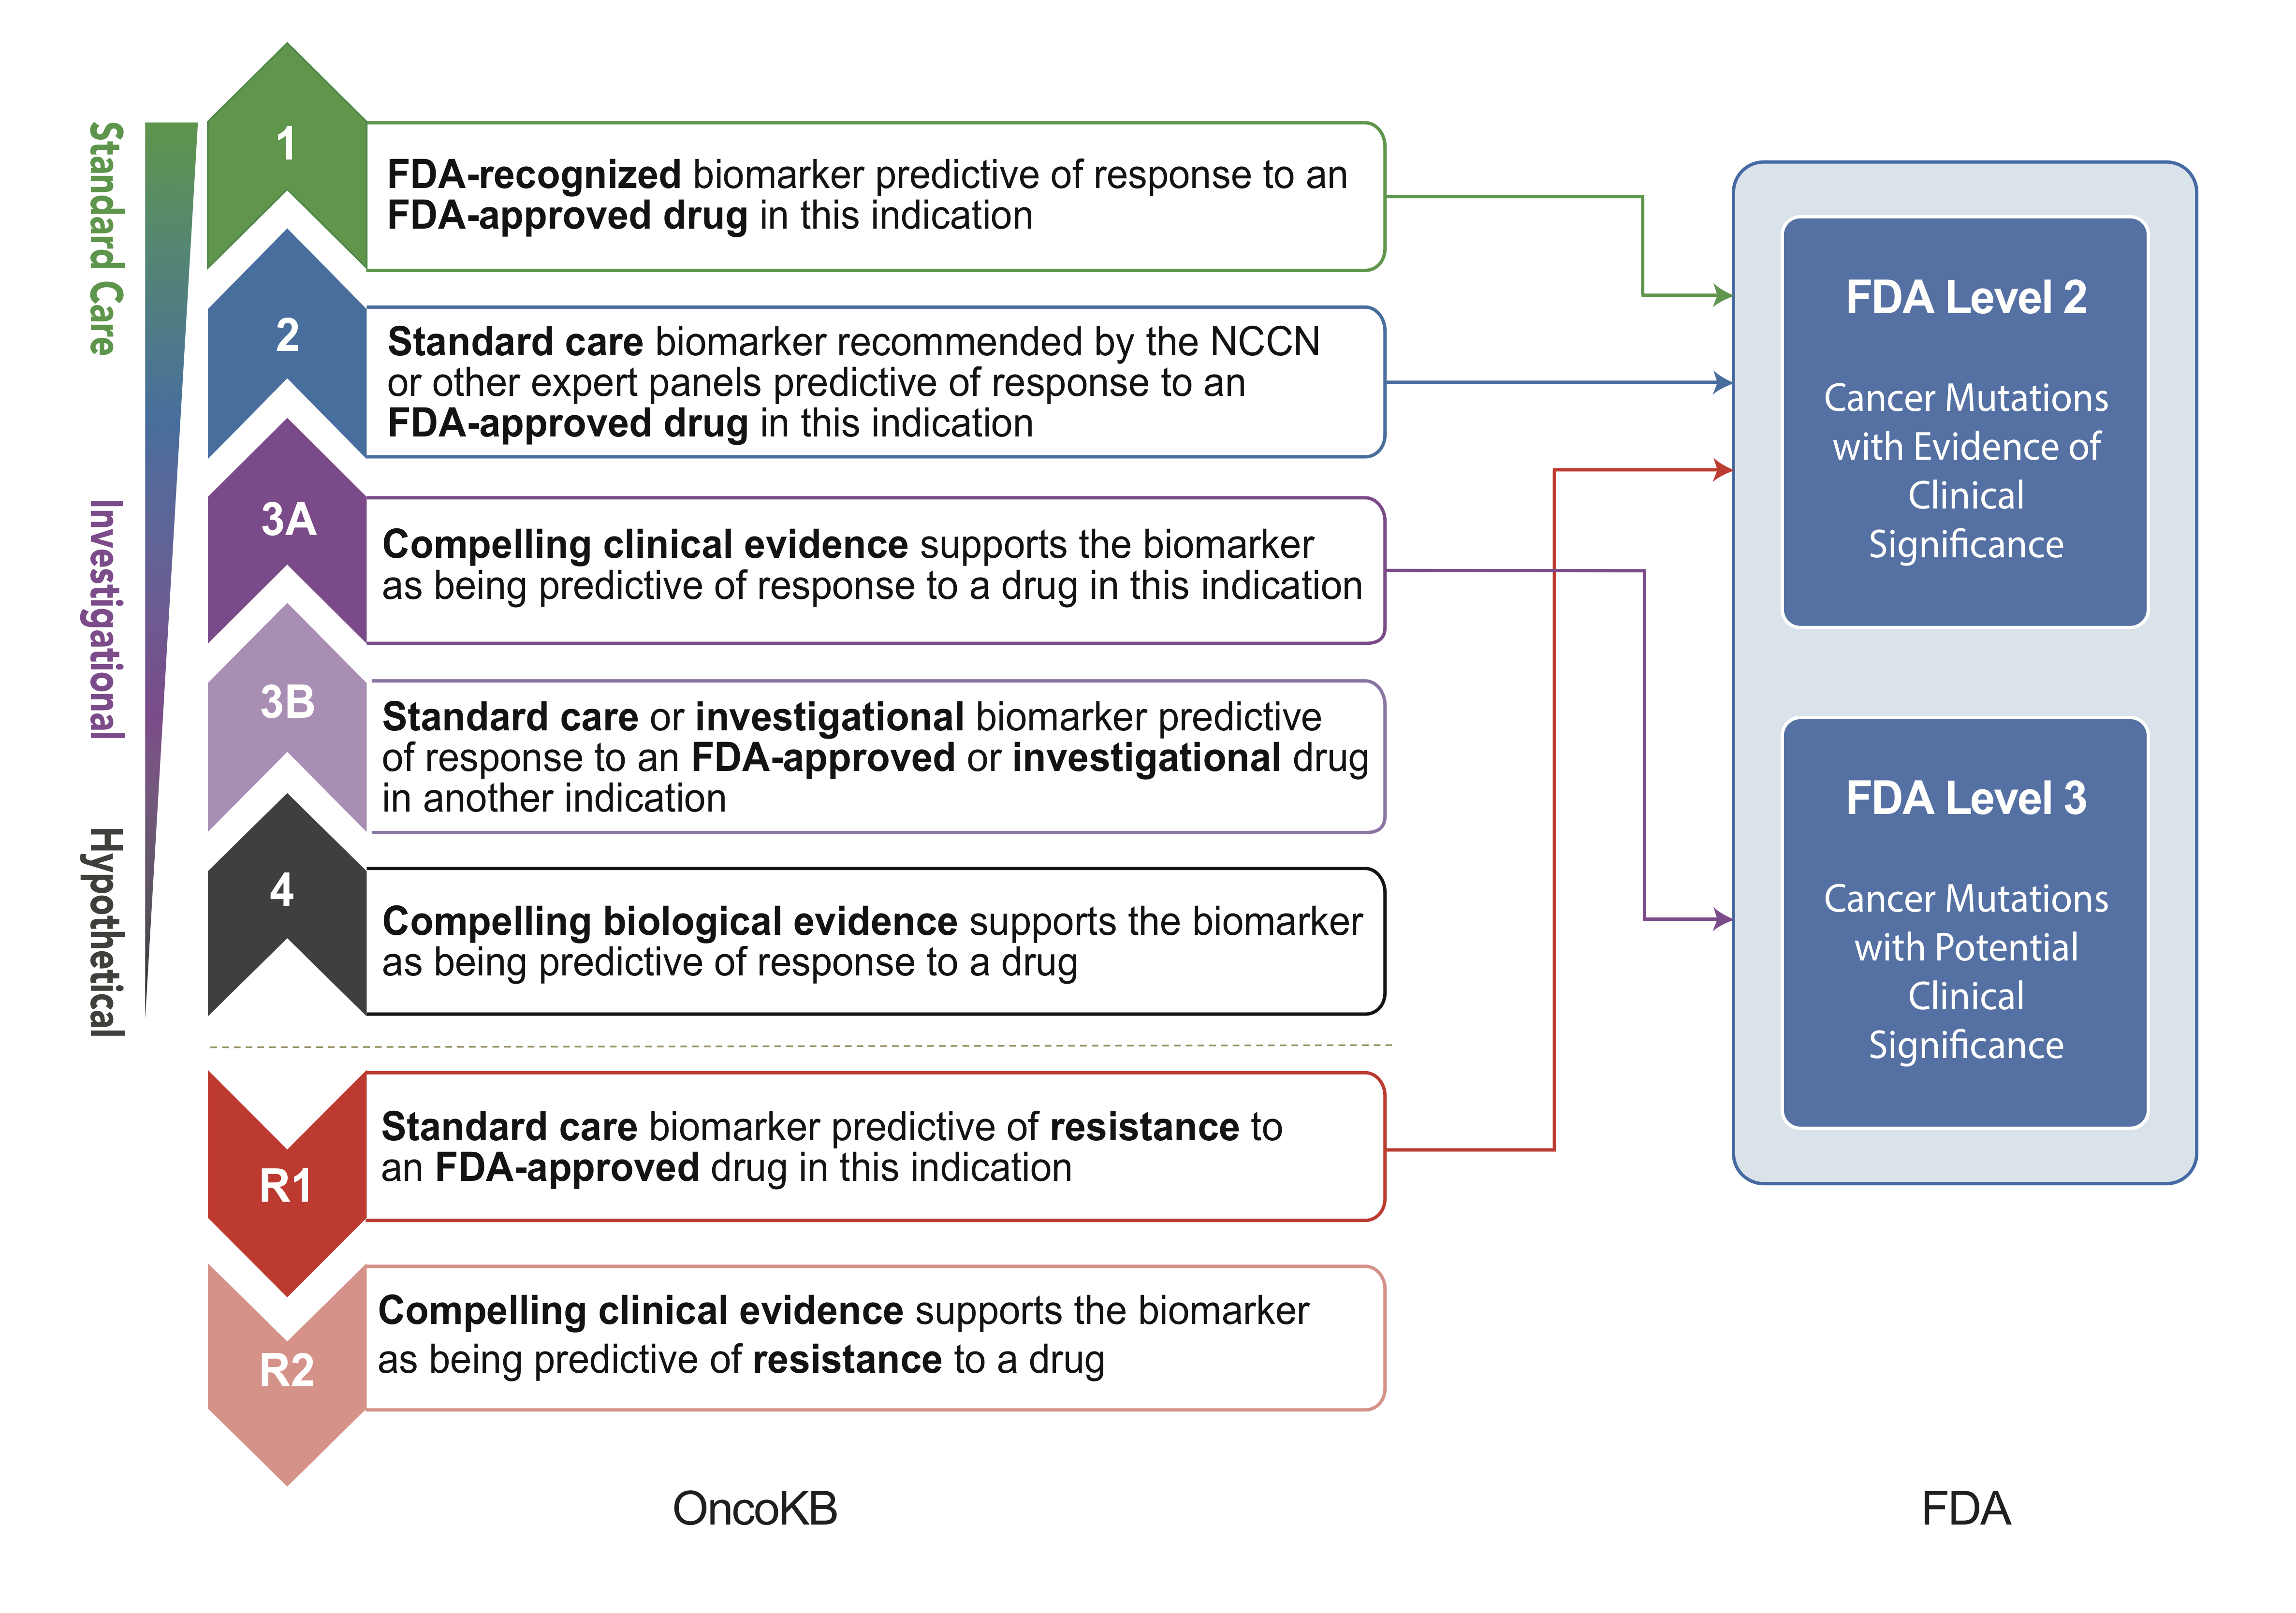 Standard Care
Investigational
Hypothetical
1
FDA-recognized biomarker predictive of response to an
FDA-approved drug in this indication
2
Standard care biomarker recommended by the NCCN
or other expert panels predictive of response to an
FDA-approved drug in this indication
3A
Compelling clinical evidence supports the biomarker
as being predictive of response to a drug in this indication
3B
Standard care or investigational biomarker predictive
of response to an FDA-approved or investigational drug
in another indication
4
Compelling biological evidence supports the biomarker
as being predictive of response to a drug
R1
Standard care biomarker predictive of resistance to
an FDA-approved drug in this indication
R2
Compelling clinical evidence supports the biomarker
as being predictive of resistance to a drug
OncoKB
FDA Level 2
Cancer Mutations
with Evidence of
Clinical
Significance
FDA Level 3
Cancer Mutations
with Potential
Clinical
Significance
FDA